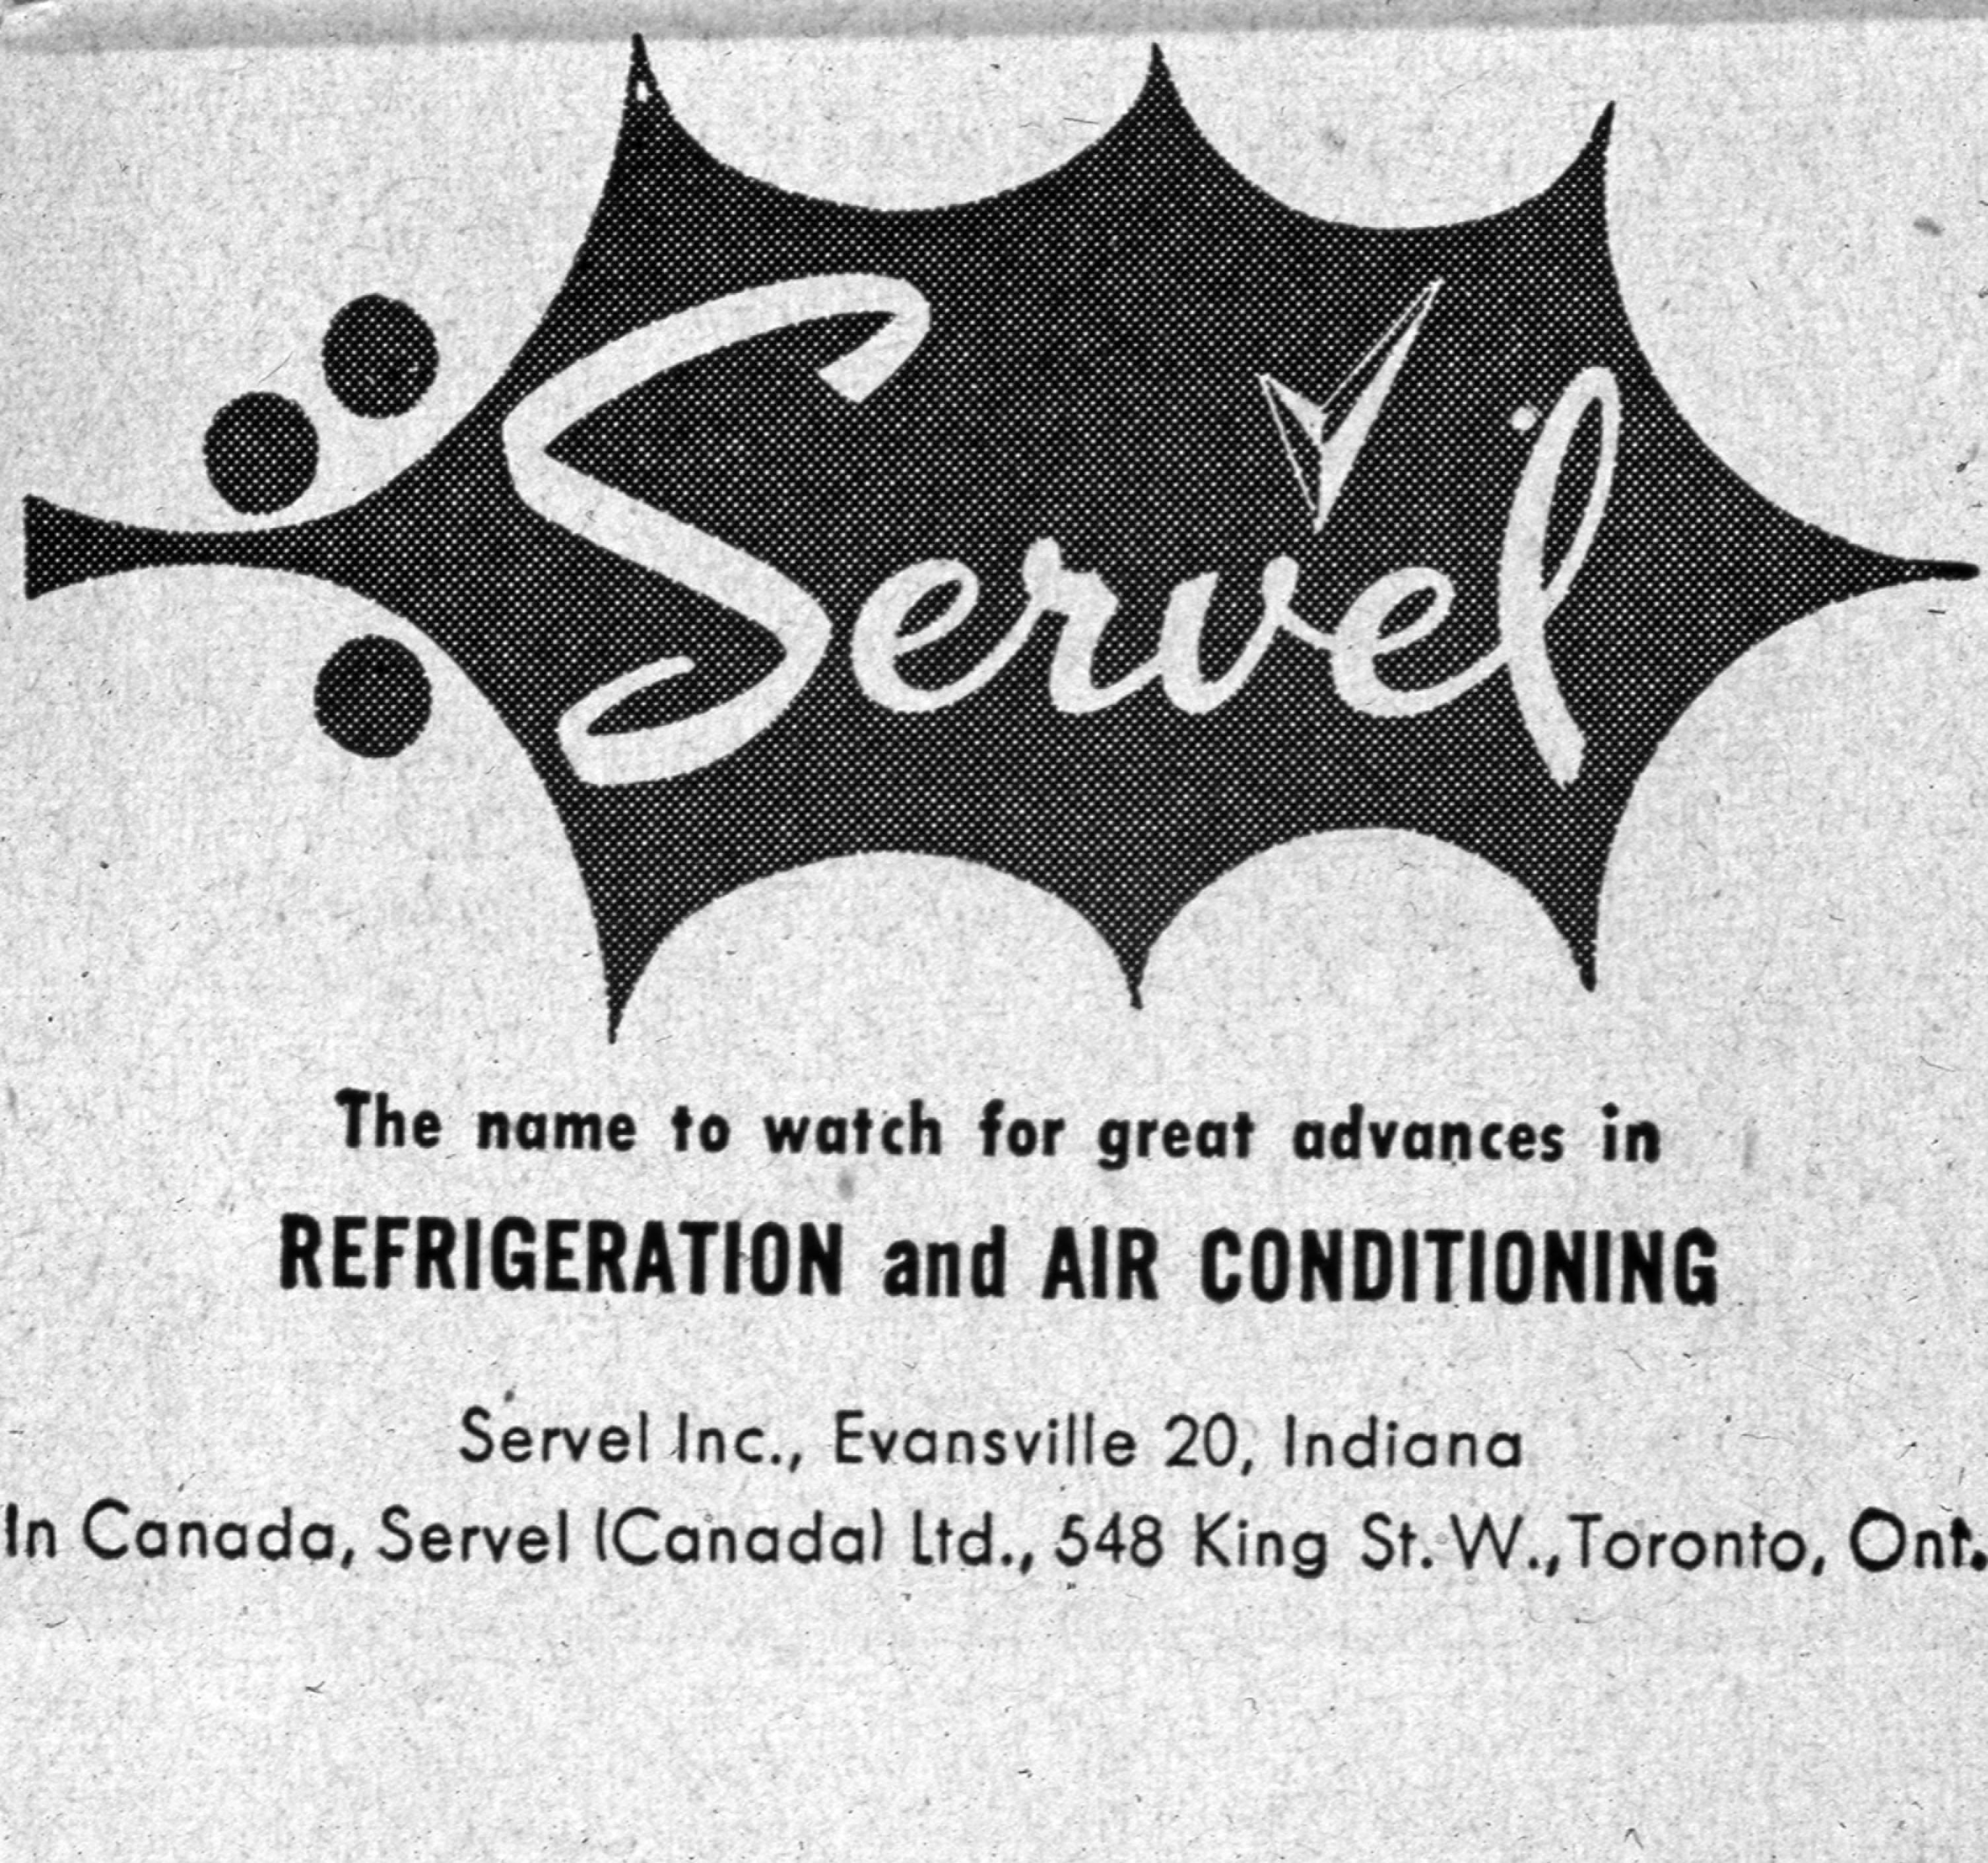 Servel
The name to watch for great advances in
REFRIGERATION and AIR CONDITIONING
Servel Inc., Evansville 20, Indiana
In Canada, Servel (Canada) Ltd., 548 King St. W., Toronto, Ont.